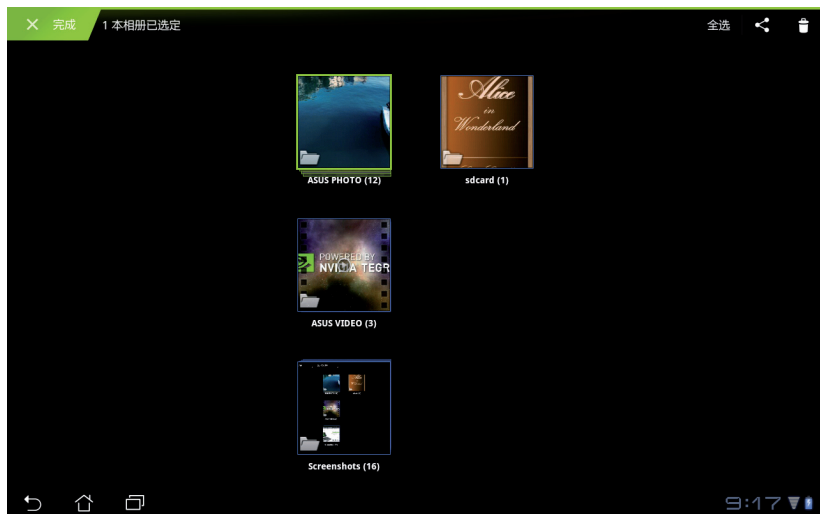 完成
1 本相册已选定
全选
Alice
in
Wonderland
ASUS PHOTO (12)
sdcard (1)
POWERED BY
NVIDIA TEGR
ASUS VIDEO (3)
Screenshots (16)
9:17